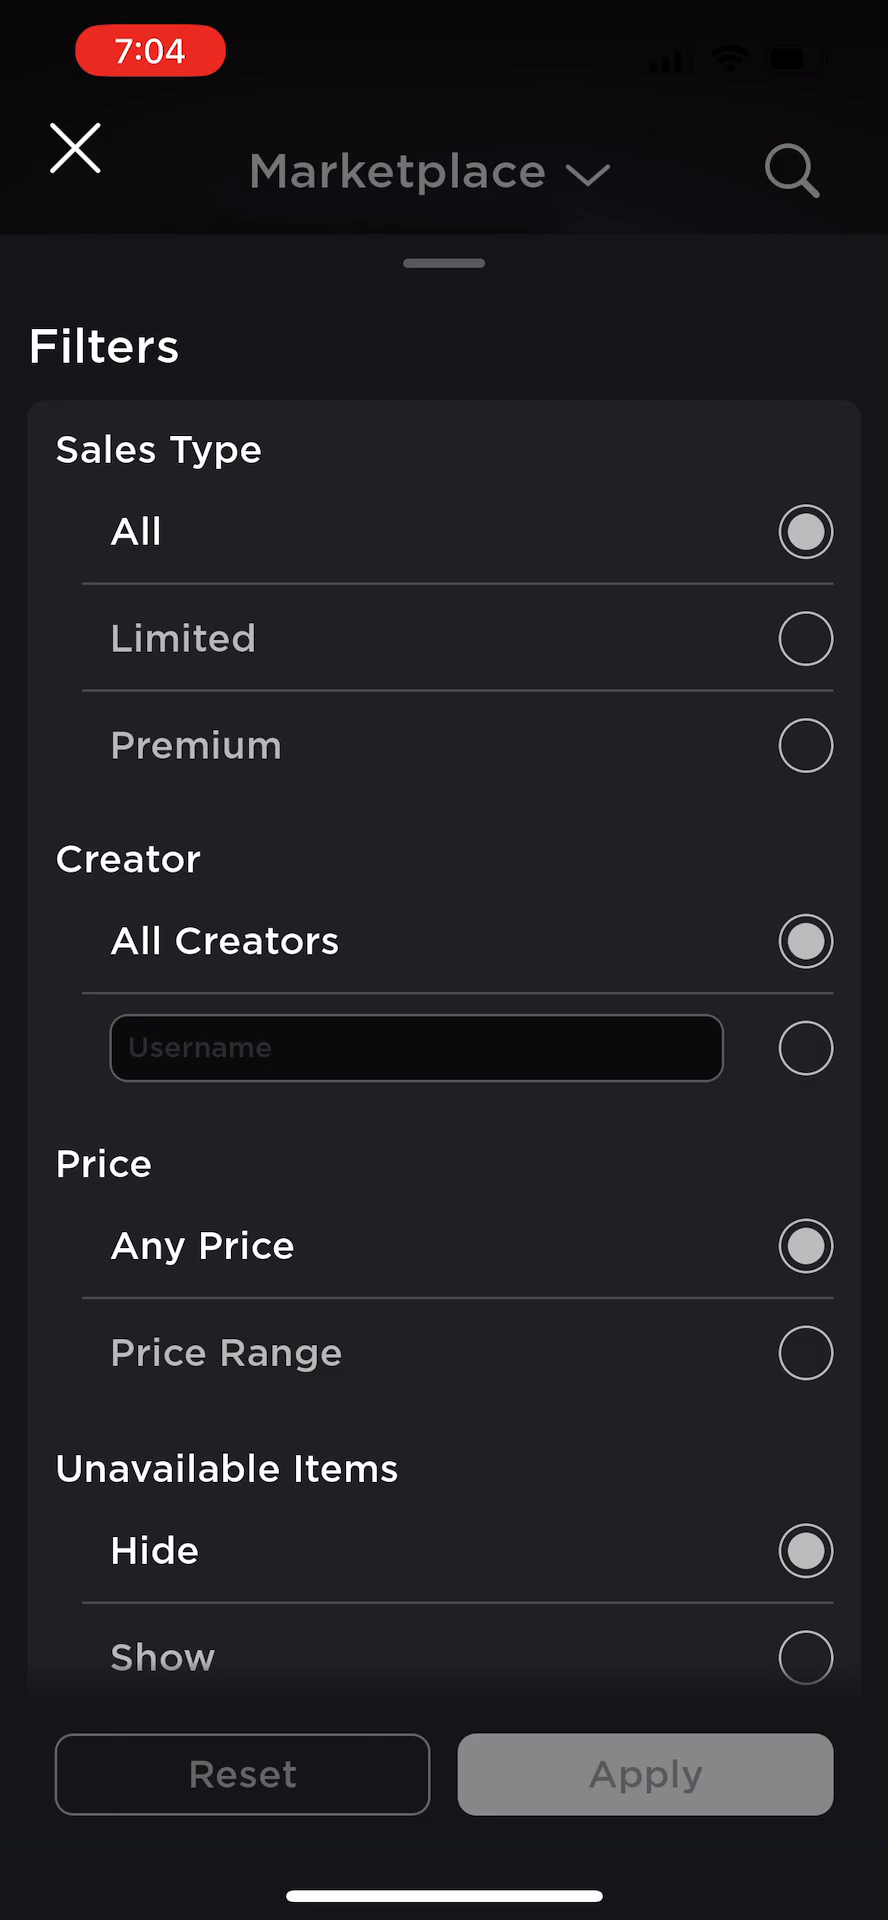 7:04
Marketplace
Filters
Sales Type
All
Limited
Premium
Creator
All Creators
Username
Price
Any Price
Price Range
Unavailable Items
Hide
Show
Reset
Apply